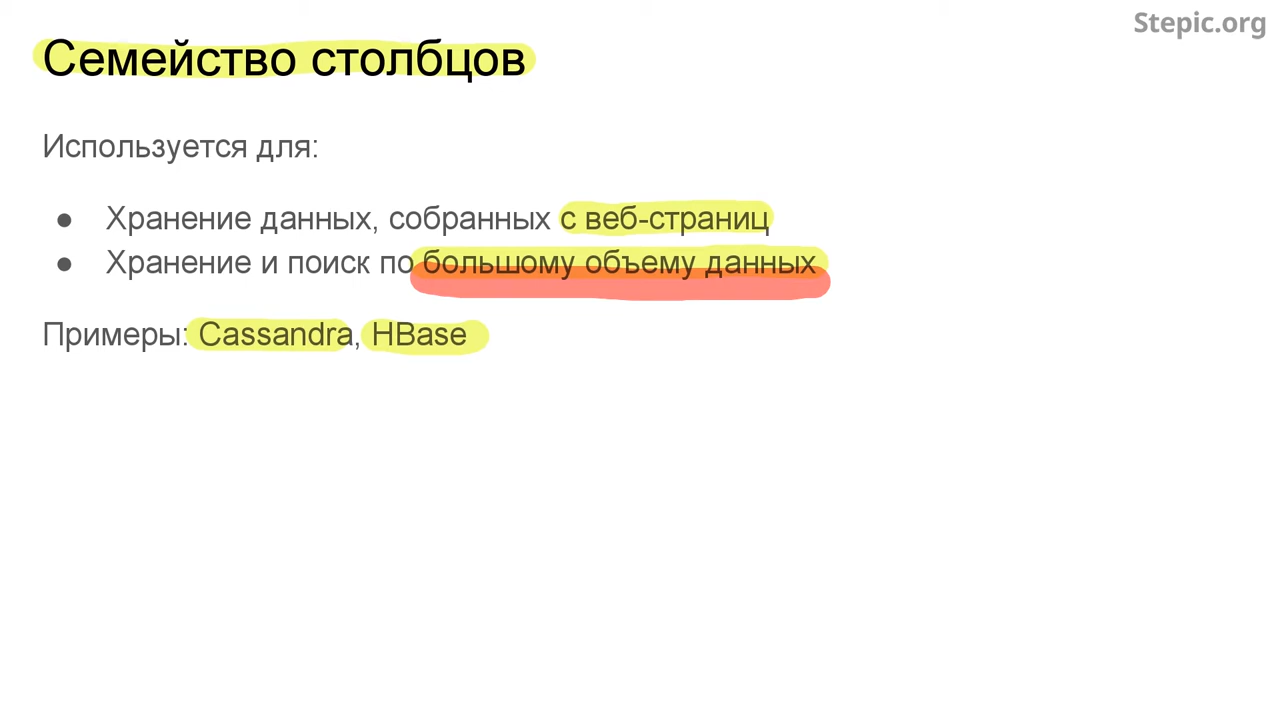 Stepic.org
Семейство столбцов
Используется для:
● Хранение данных, собранных с веб-страниц
● Хранение и поиск по большому объему данных
Примеры: Cassandra, HBase